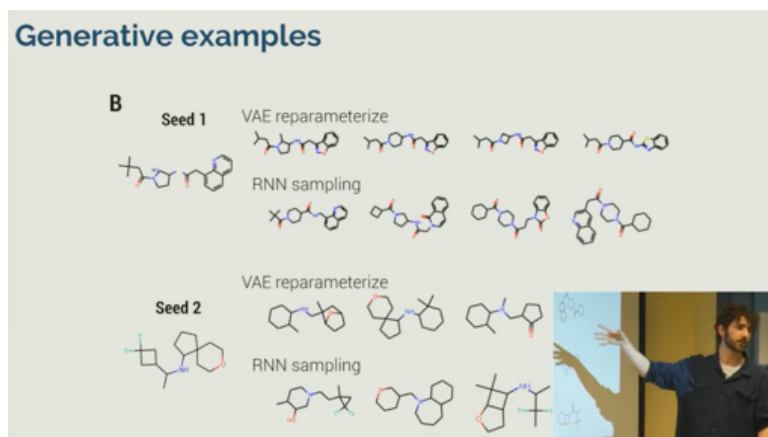 Generative examples
B
Seed 1
VAE reparameterize
RNN sampling
Seed 2
VAE reparameterize
RNN sampling